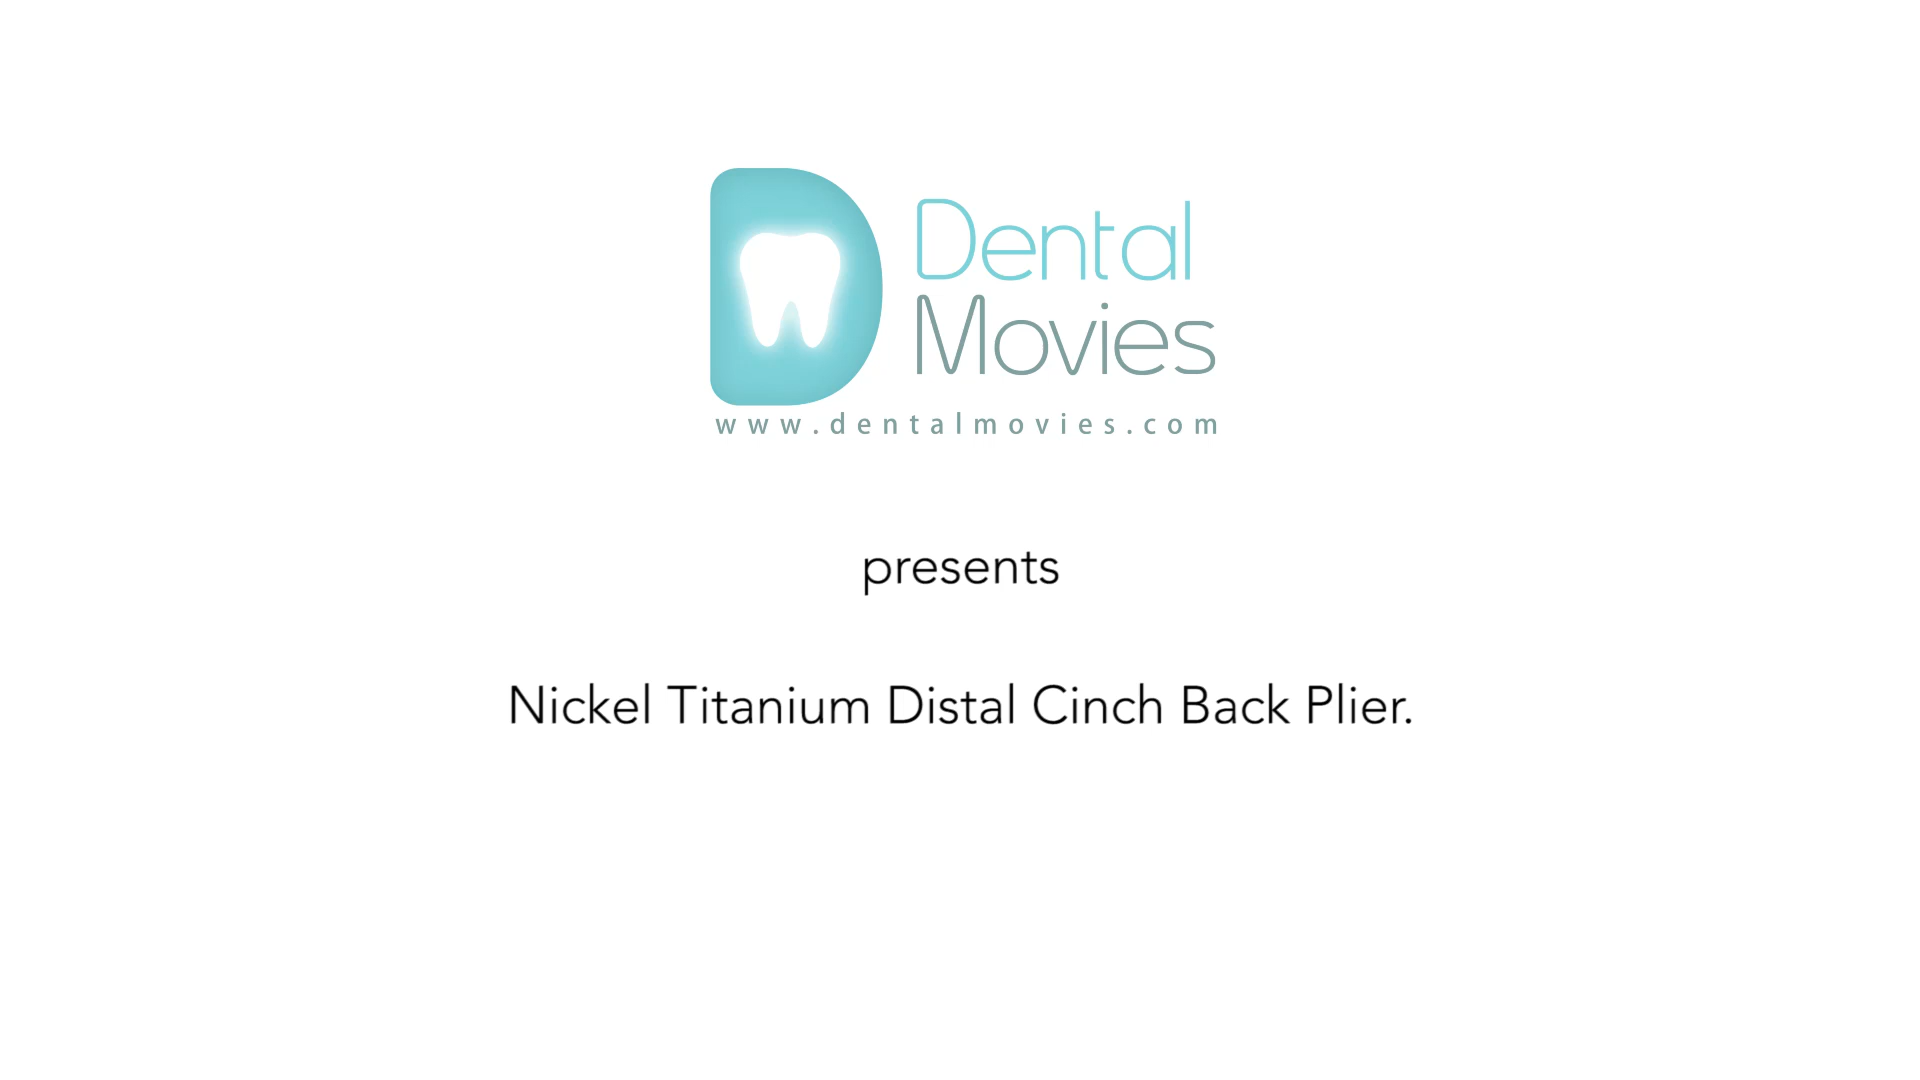 Dental
Movies
www.dentalmovies.com
presents
Nickel Titanium Distal Cinch Back Plier.